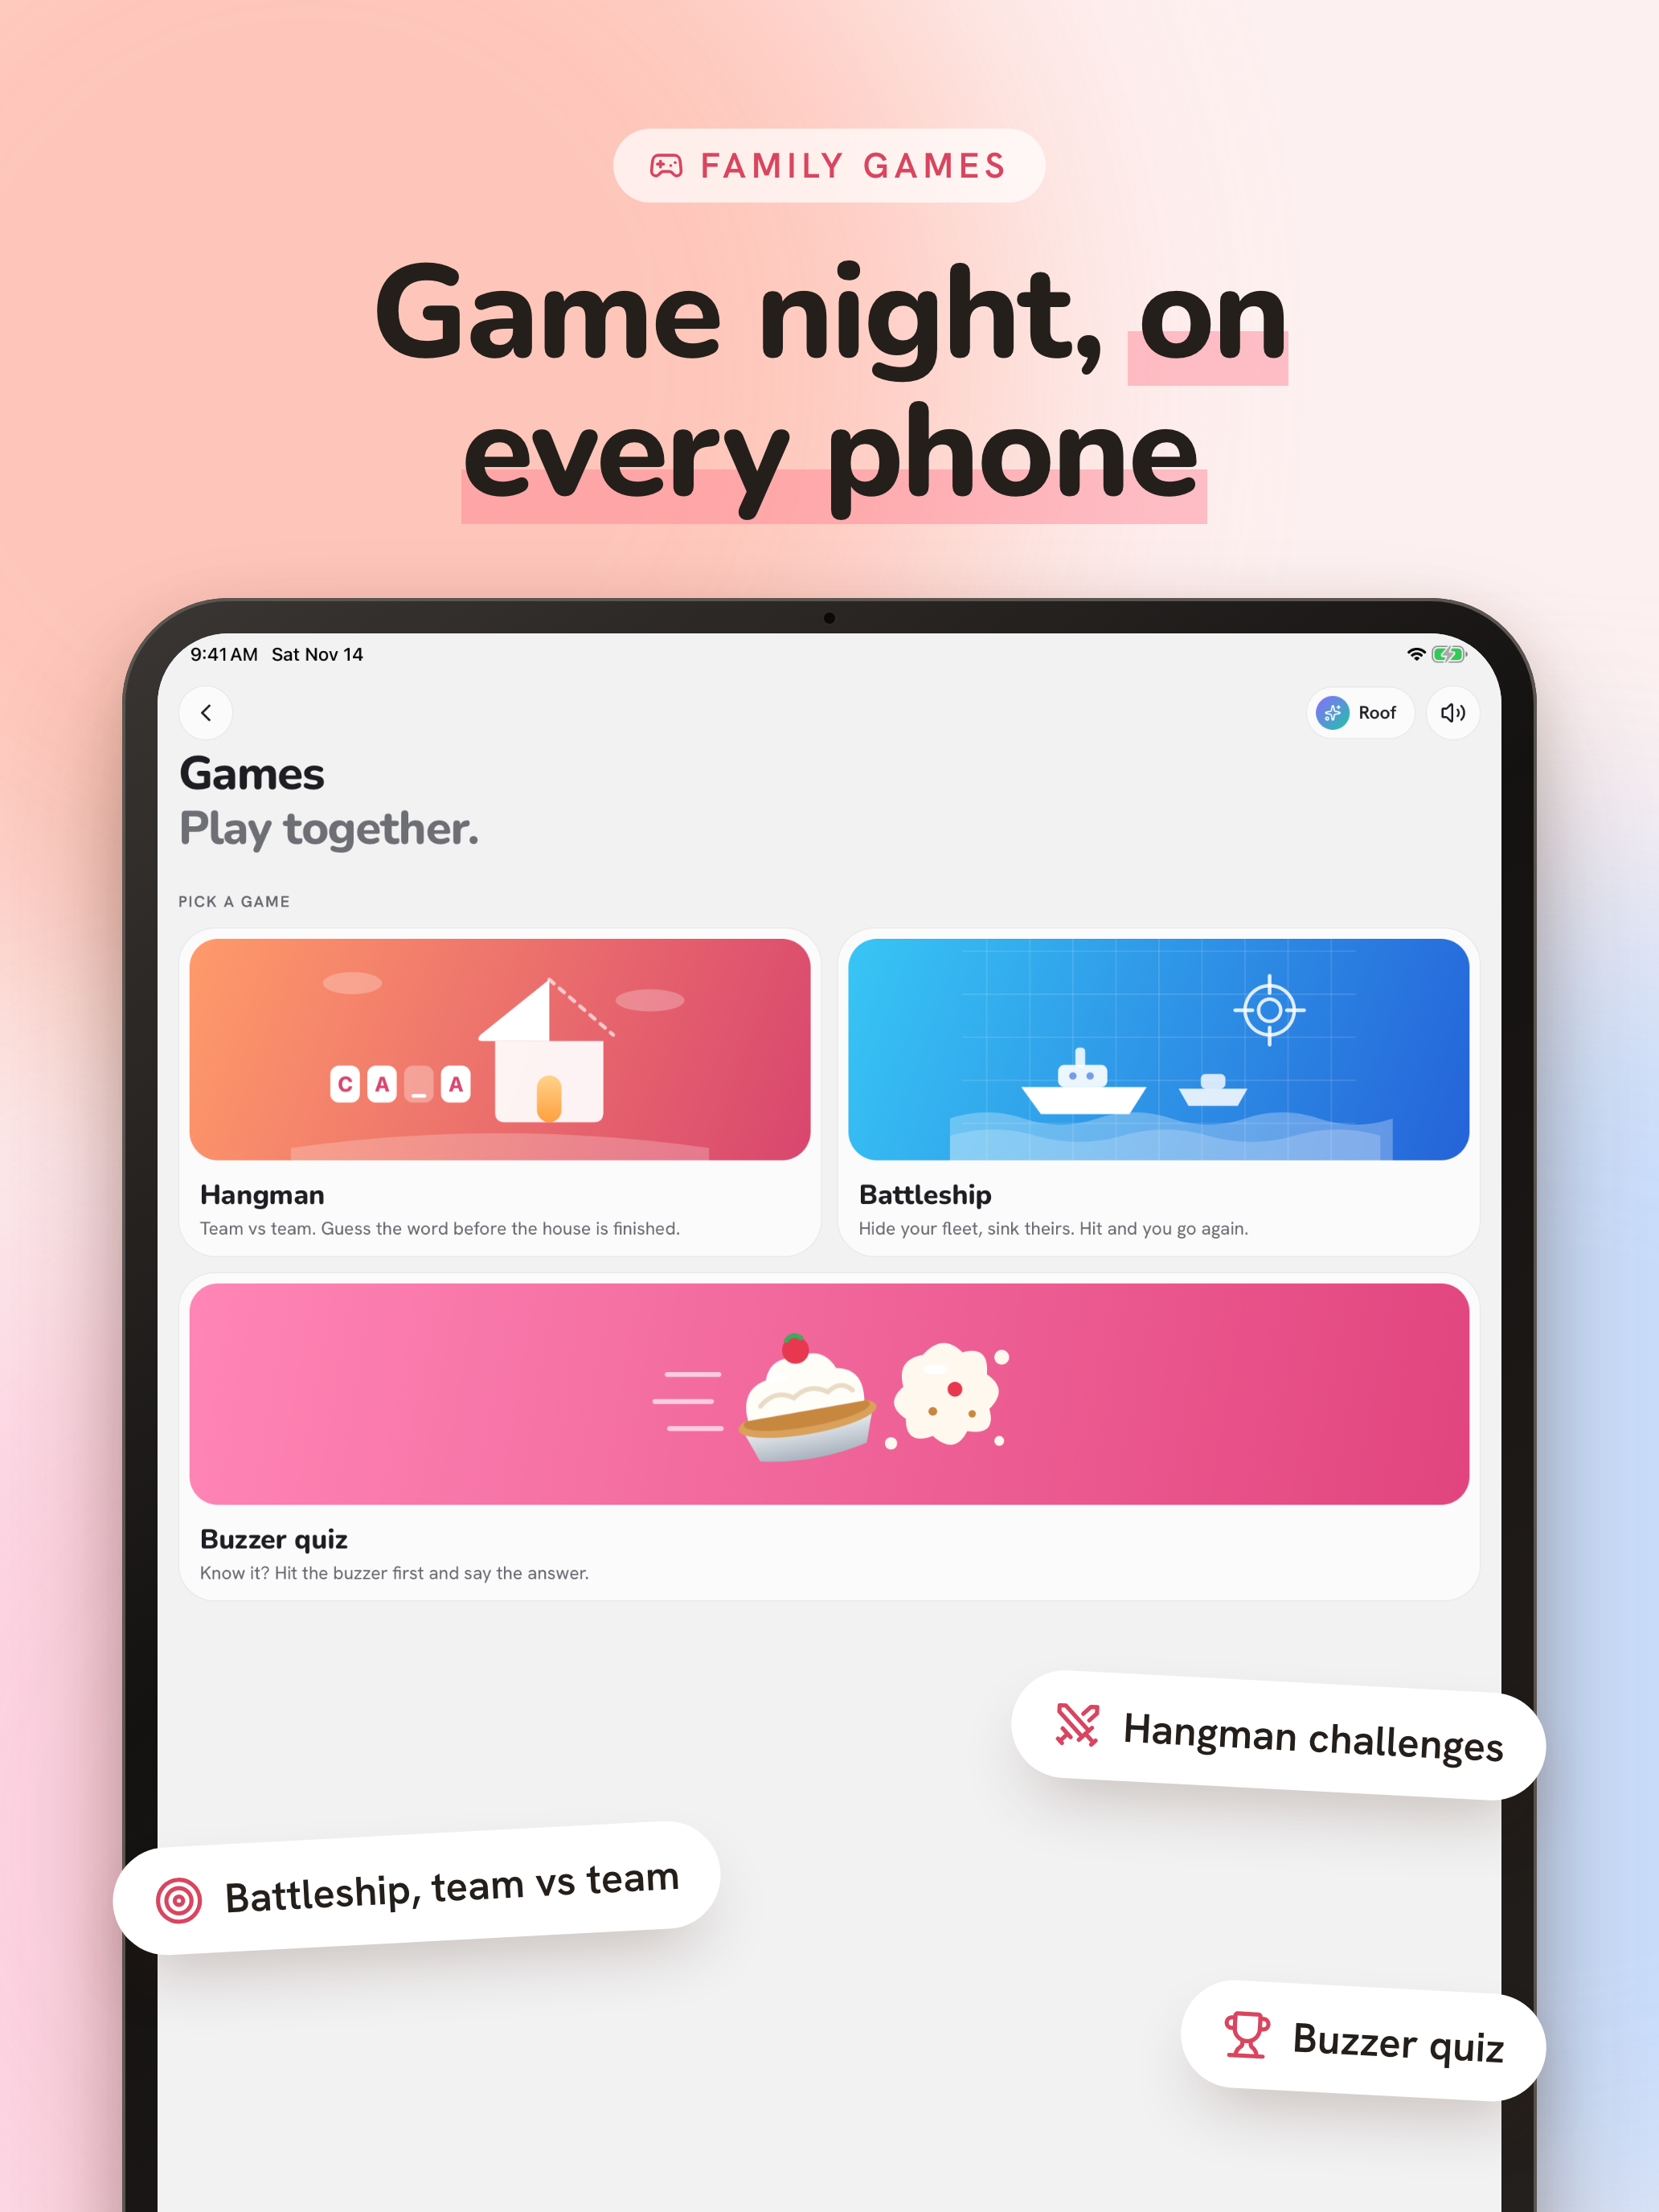 FAMILY GAMES
Game night, on
every phone
9:41 AM Sat Nov 14
Roof
Games
Play together.
PICK A GAME
C A _ A
Hangman
Team vs team. Guess the word before the house is finished.
Battleship
Hide your fleet, sink theirs. Hit and you go again.
Buzzer quiz
Know it? Hit the buzzer first and say the answer.
Hangman challenges
Battleship, team vs team
Buzzer quiz